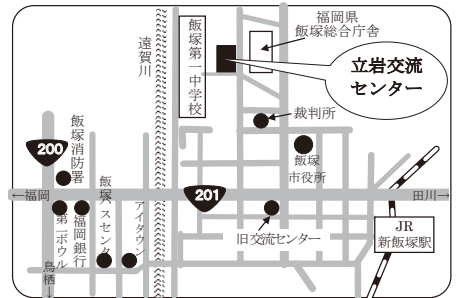 福岡県
飯塚総合庁舎
立岩交流
センター
飯塚第一中学校
遠賀川
裁判所
飯塚
市役所
飯塚消防署
200
←福岡
201
田川→
飯塚バスセンター
アイタウン
福岡銀行
第一ボウル
鳥栖→
旧交流センター
JR
新飯塚駅